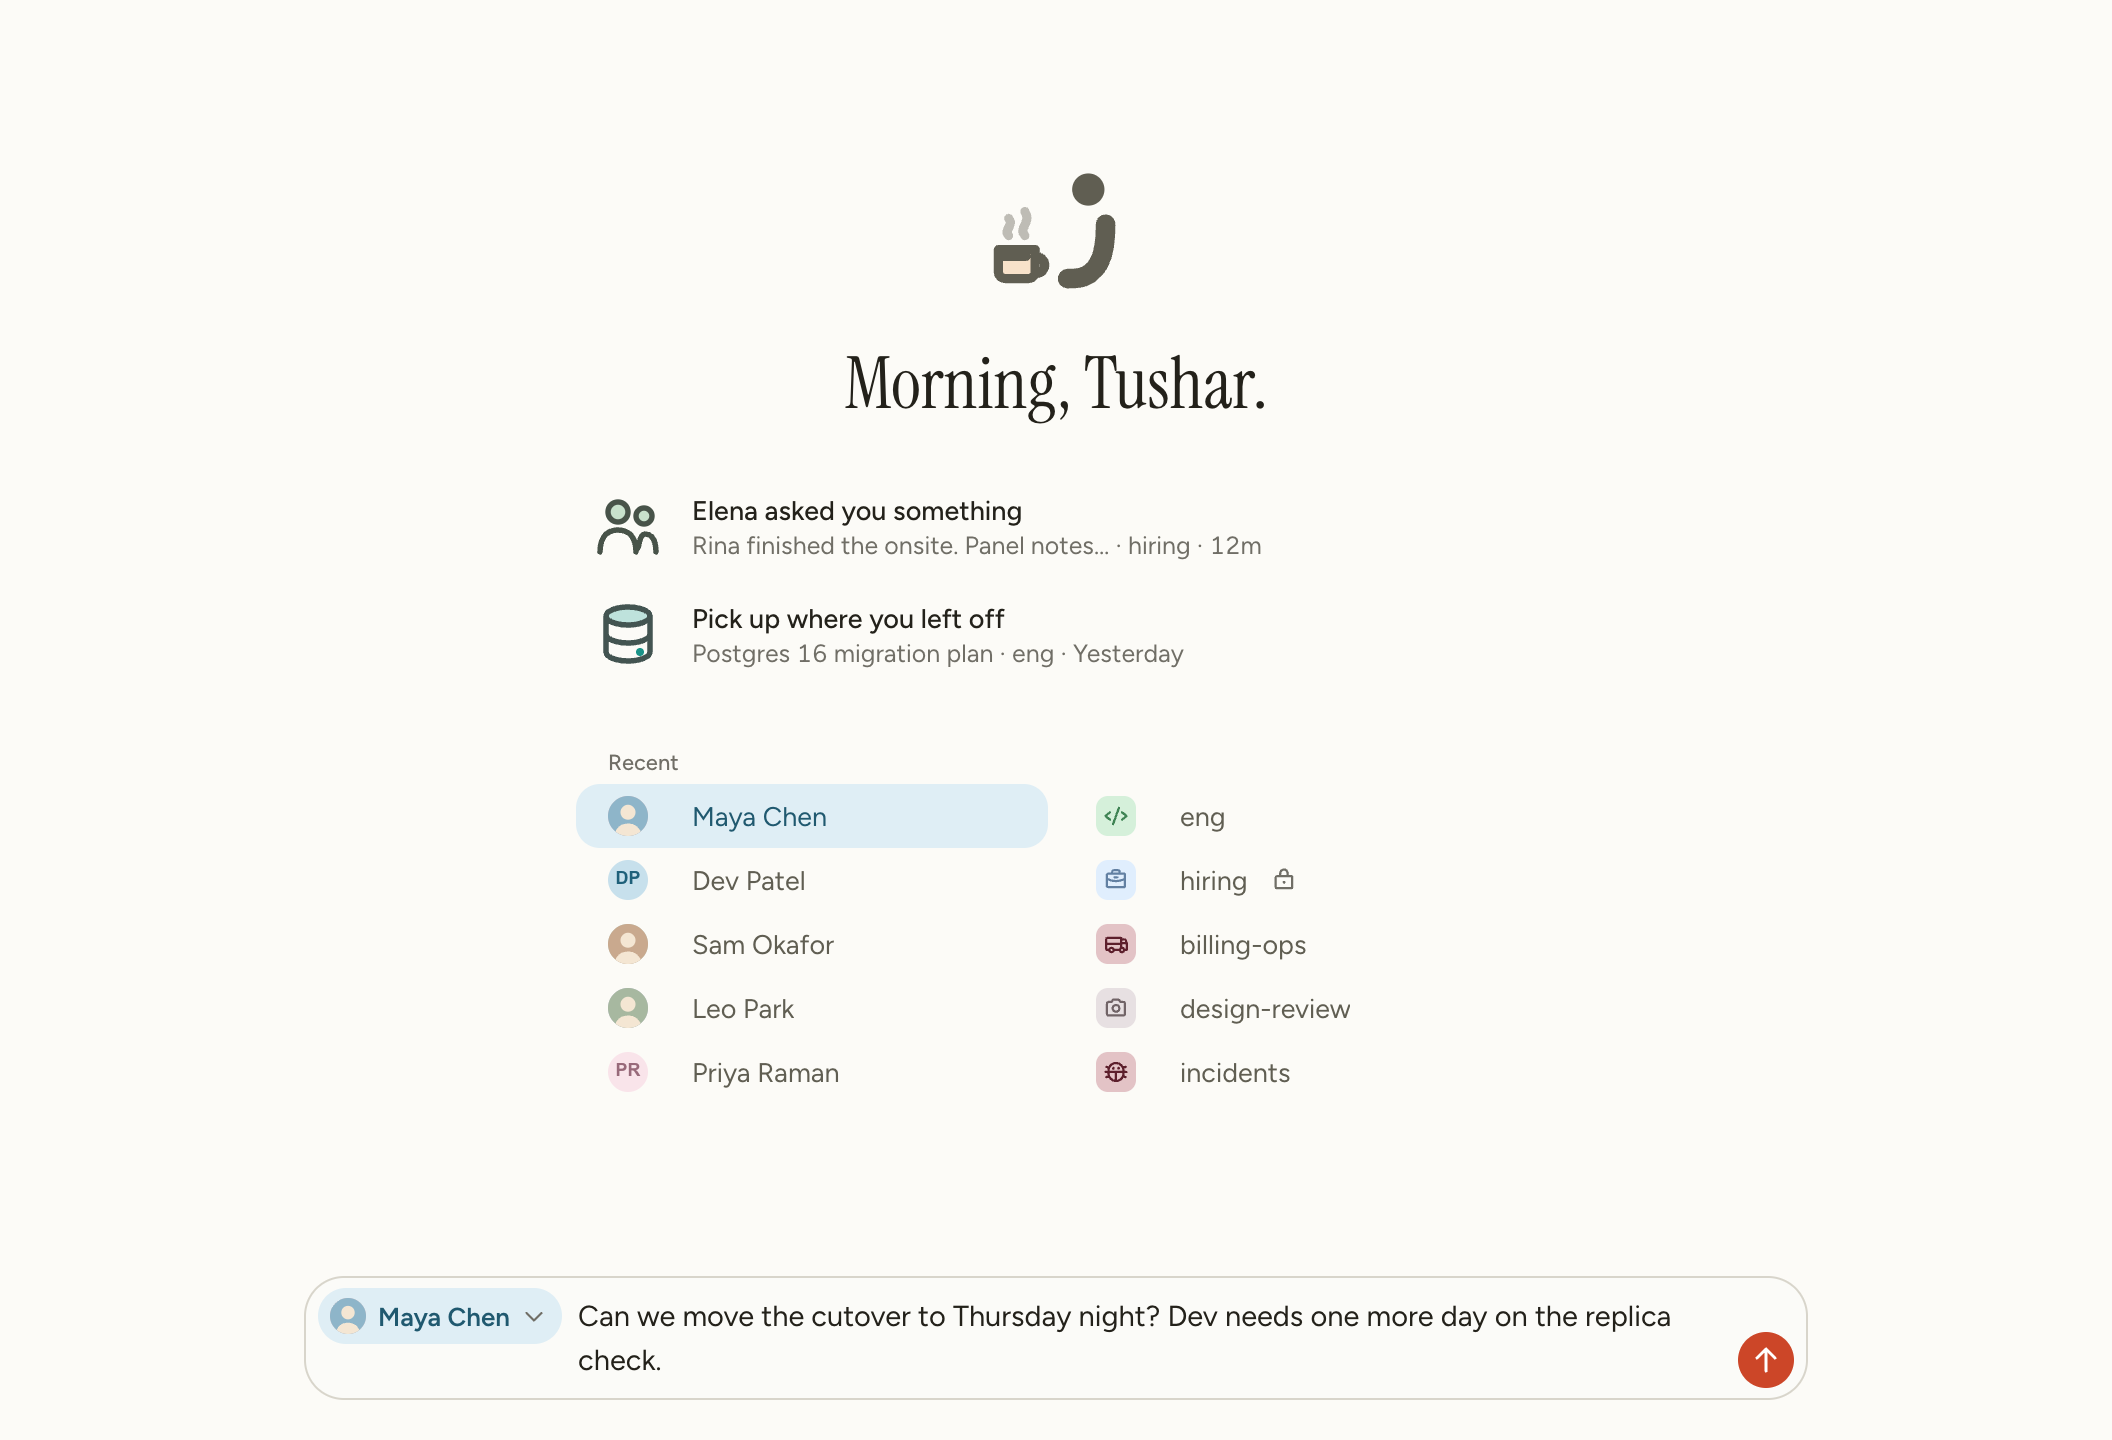 Morning, Tushar.
Elena asked you something
Rina finished the onsite. Panel notes... · hiring · 12m
Pick up where you left off
Postgres 16 migration plan · eng · Yesterday
Recent
Maya Chen
eng
DP Dev Patel
hiring
Sam Okafor
billing-ops
Leo Park
design-review
PR Priya Raman
incidents
Maya Chen
Can we move the cutover to Thursday night? Dev needs one more day on the replica
check.